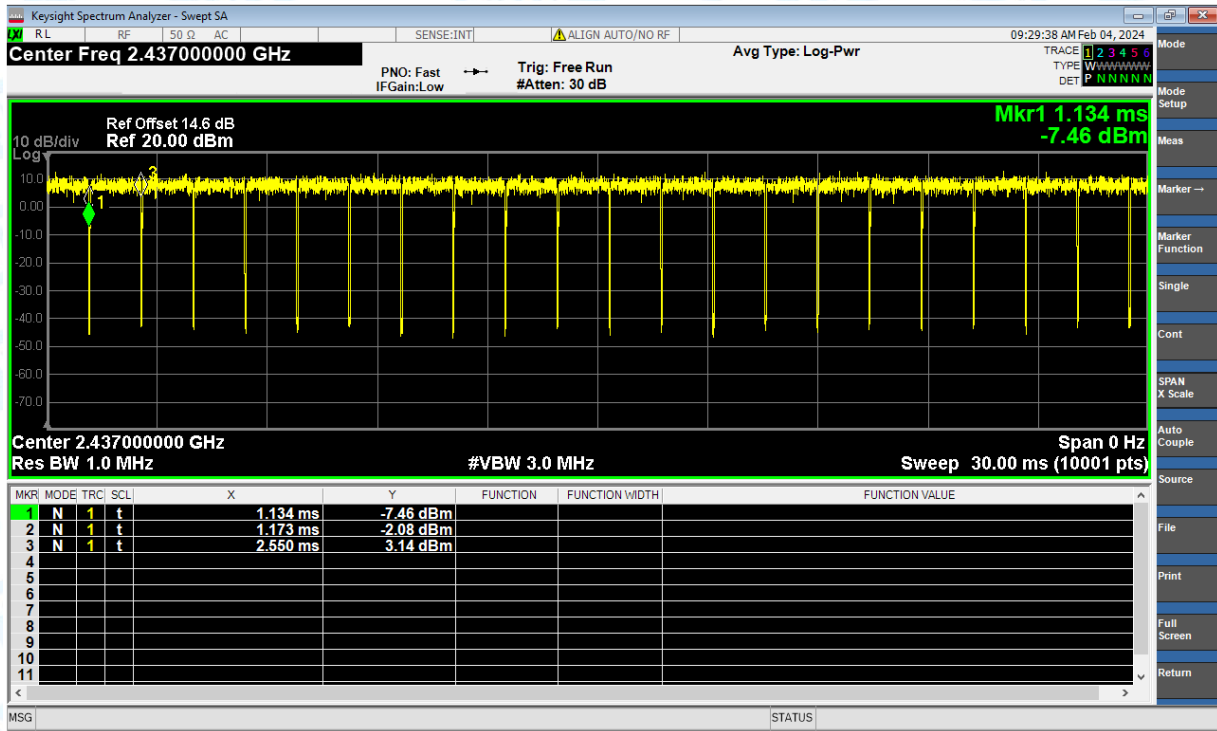 Keysight Spectrum Analyzer - Swept SA
LXI RL RF 50 Ω AC SENSE:INT ALIGN AUTO/NO RF 09:29:38 AM Feb 04, 2024
Center Freq 2.437000000 GHz
PNO: Fast
IFGain:Low
Trig: Free Run
#Atten: 30 dB
Avg Type: Log-Pwr
TRACE 1 2 3 4 5 6
TYPE WWWWWW
DET P N N N N N
Ref Offset 14.6 dB
10 dB/div Ref 20.00 dBm
Log
Mkr1 1.134 ms
-7.46 dBm
10.0
0.00
-10.0
-20.0
-30.0
-40.0
-50.0
-60.0
-70.0
1
3
Center 2.437000000 GHz Span 0 Hz
Res BW 1.0 MHz #VBW 3.0 MHz Sweep 30.00 ms (10001 pts)
MKR MODE TRC SCL X Y FUNCTION FUNCTION WIDTH FUNCTION VALUE
1 N 1 t 1.134 ms -7.46 dBm
2 N 1 t 1.173 ms -2.08 dBm
3 N 1 t 2.550 ms 3.14 dBm
4
5
6
7
8
9
10
11
MSG STATUS
Mode
Mode
Setup
Meas
Marker →
Marker
Function
Single
Cont
SPAN
X Scale
Auto
Couple
Source
File
Print
Full
Screen
Return